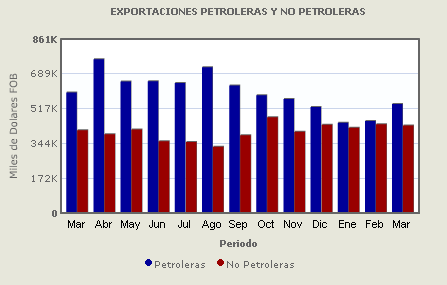 EXPORTACIONES PETROLERAS Y NO PETROLERAS
Miles de Dolares FOB
861K
689K
517K
344K
172K
0
Mar Abr May Jun Jul Ago Sep Oct Nov Dic Ene Feb Mar
Periodo
Petroleras No Petroleras